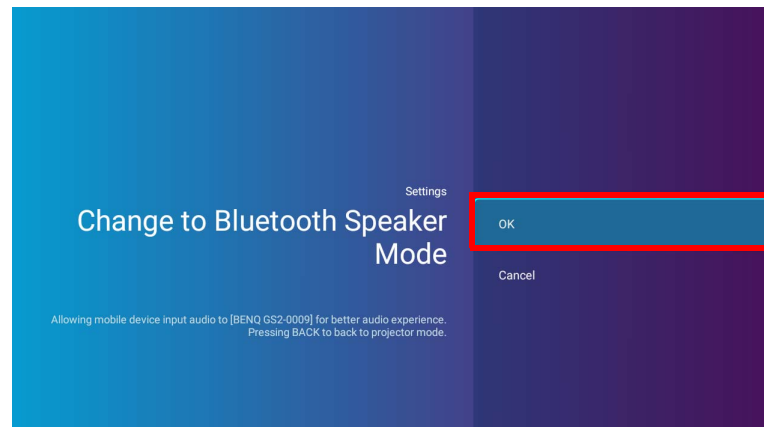 Settings
Change to Bluetooth Speaker
Mode
Allowing mobile device input audio to [BENQ GS2-0009] for better audio experience.
Pressing BACK to back to projector mode.
OK
Cancel